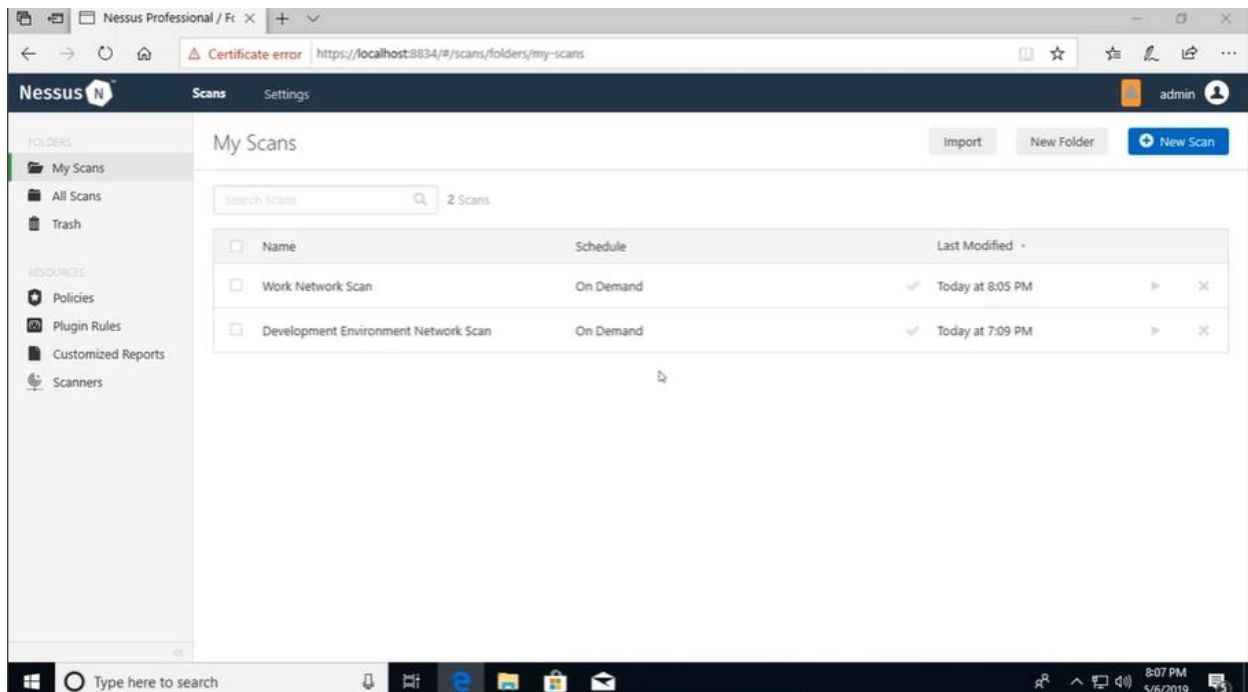 Nessus Professional / Fc
Certificate error https://localhost:8834/#/scans/folders/my-scans
Nessus N Scans Settings admin
FOLDERS
My Scans
All Scans
Trash
RESOURCES
Policies
Plugin Rules
Customized Reports
Scanners
My Scans Import New Folder New Scan
Search Scans 2 Scans
Name Schedule Last Modified
Work Network Scan On Demand Today at 8:05 PM
Development Environment Network Scan On Demand Today at 7:09 PM
Type here to search 8:07 PM
5/6/2019